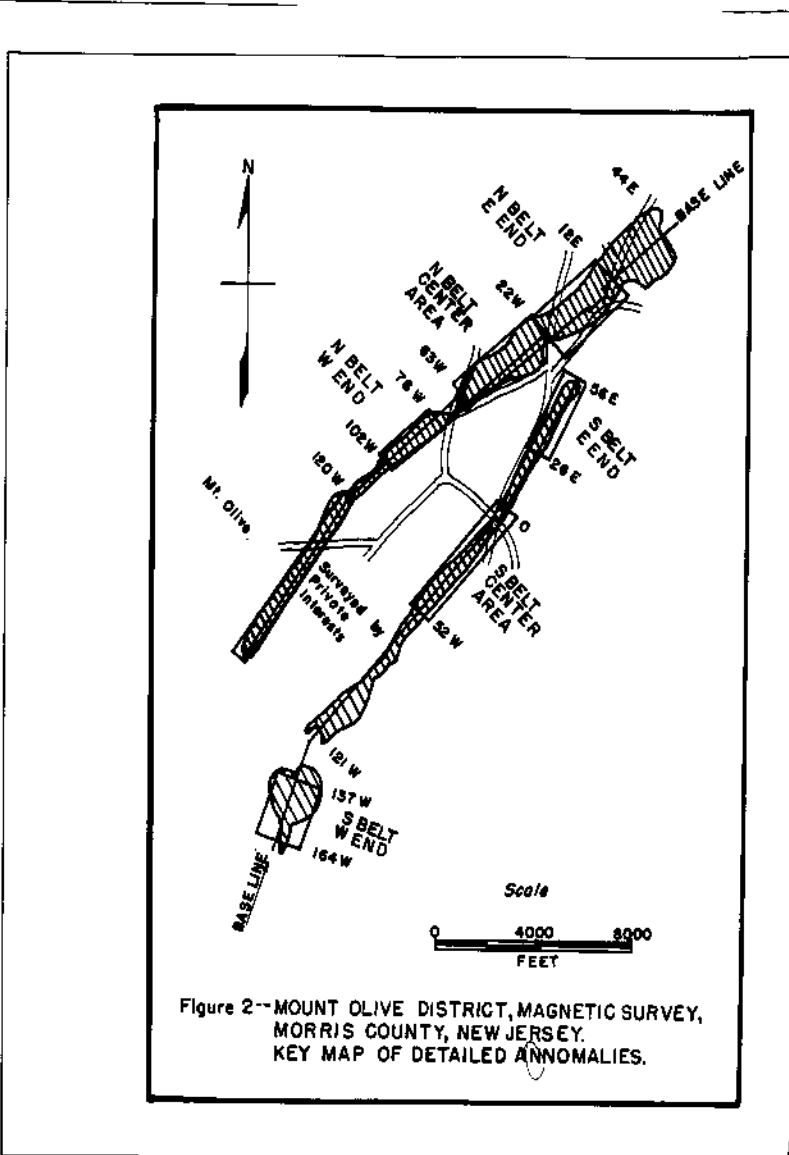 N
44E
BASE LINE
N BELT
E END
12E
22W
N BELT
CENTER
AREA
63W
N BELT
W END
76W
102W
120W
Mt. Olive
56E
S BELT
E END
26E
0
Surveyed by
Private
Interests
S BELT
CENTER
AREA
52W
121W
137W
S BELT
W END
164W
BASE LINE
Scale
0 4000 8000
FEET
Figure 2--MOUNT OLIVE DISTRICT, MAGNETIC SURVEY,
MORRIS COUNTY, NEW JERSEY.
KEY MAP OF DETAILED ANNOMALIES.